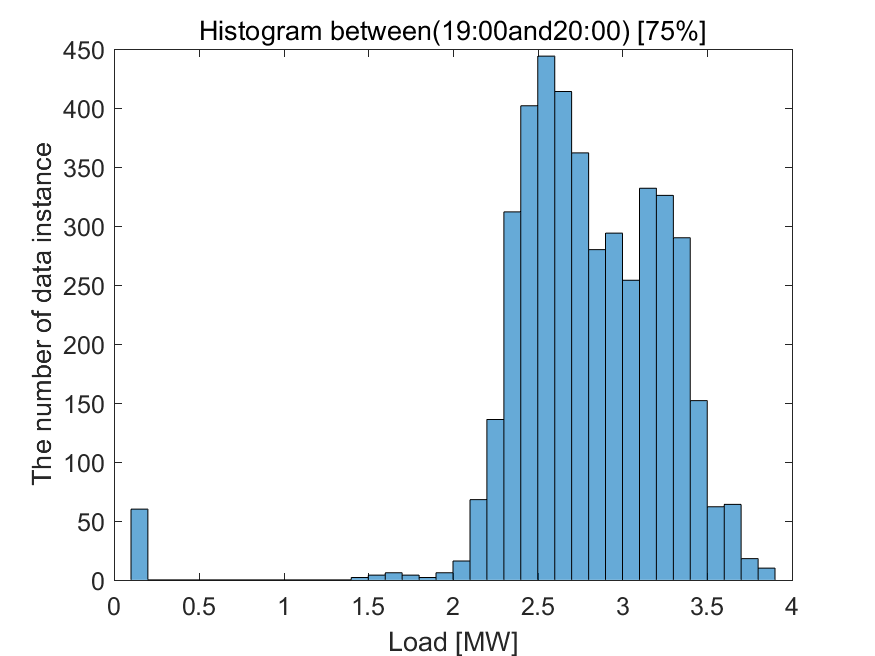 Histogram between(19:00and20:00) [75%]
450
400
350
300
250
200
150
100
50
0
The number of data instance
0 0.5 1 1.5 2 2.5 3 3.5 4
Load [MW]